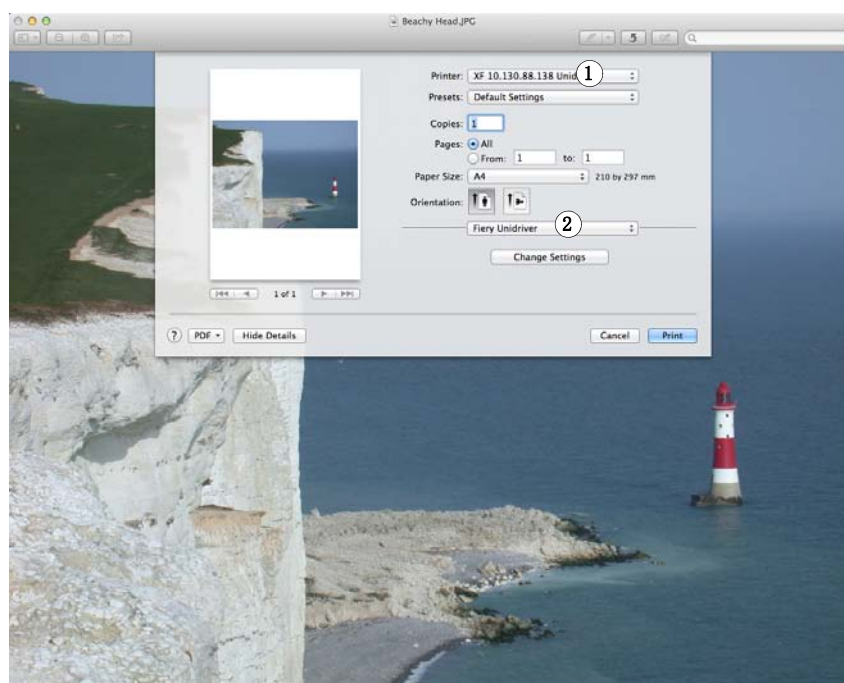 Beachy Head.JPG
Printer: XF 10.130.88.138 Unid 1
Presets: Default Settings
Copies: 1
Pages: All
From: 1 to: 1
Paper Size: A4 210 by 297 mm
Orientation:
Fiery Unidriver 2
Change Settings
1 of 1
? PDF Hide Details Cancel Print